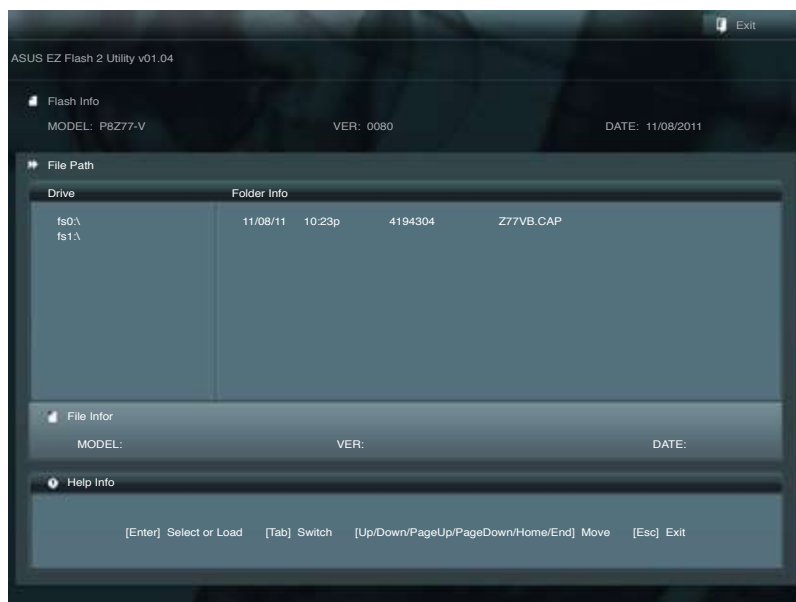 Exit
ASUS EZ Flash 2 Utility v01.04
Flash Info
MODEL: P8Z77-V VER: 0080 DATE: 11/08/2011
File Path
Drive Folder Info
fs0:\ 11/08/11 10:23p 4194304 Z77VB.CAP
fs1:\
File Infor
MODEL: VER: DATE:
Help Info
[Enter] Select or Load [Tab] Switch [Up/Down/PageUp/PageDown/Home/End] Move [Esc] Exit